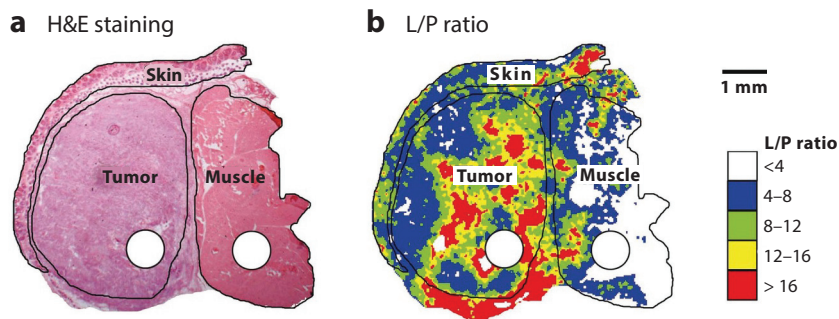 a H&E staining
Skin
Tumor
Muscle
b L/P ratio
Skin
Tumor
Muscle
1 mm
L/P ratio
<4
4–8
8–12
12–16
> 16